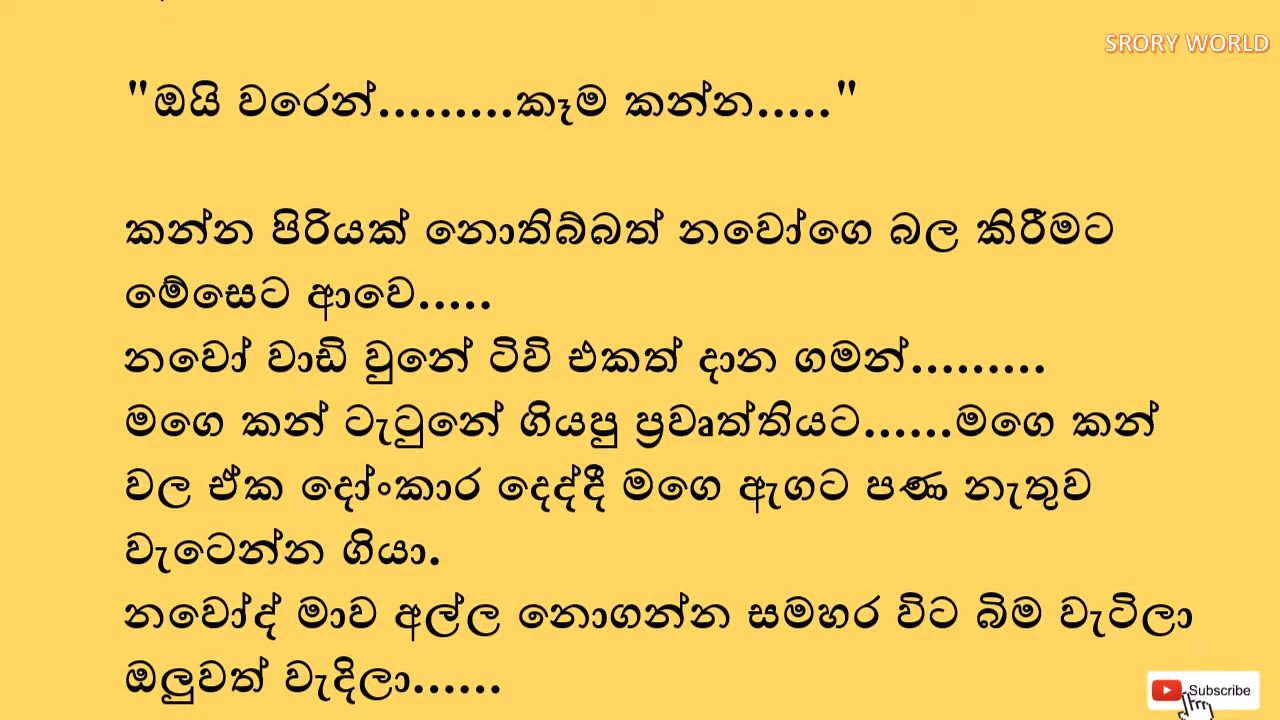 SRORY WORLD
"ඔයි වරෙන්.........කෑම කන්න....."
කන්න පිරියක් නොතිබ්බත් නවෝගෙ බල කිරීමට
මේසෙට ආවෙ.....
නවෝ වාඩි වුනේ ටිවි එකත් දාන ගමන්.........
මගෙ කන් ටැටුනේ ගියපු ප්‍රවෘත්තියට......මගෙ කන්
වල ඒක දෝංකාර දෙද්දී මගෙ ඇගට පණ නැතුව
වැටෙන්න ගියා.
නවෝද් මාව අල්ල නොගන්න සමහර විට බිම වැටිලා
ඔලුවත් වැදිලා......
Subscribe